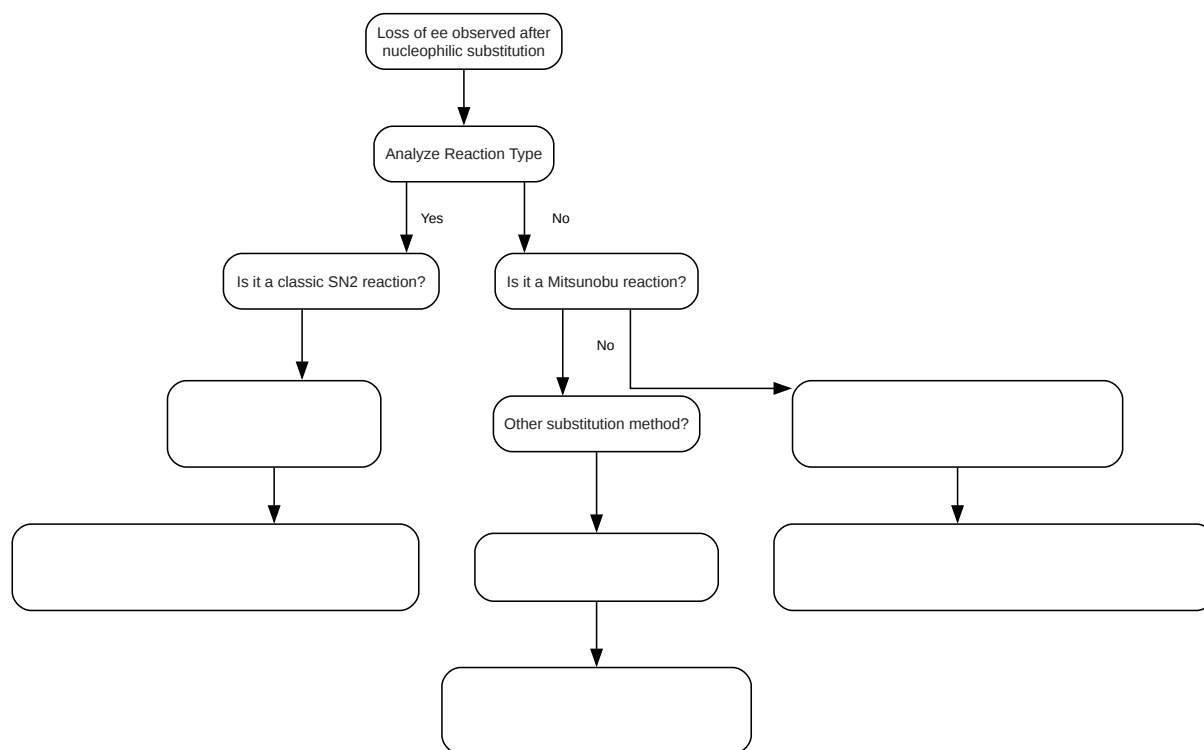 Loss of ee observed after
nucleophilic substitution
Analyze Reaction Type
Yes
No
Is it a classic SN2 reaction?
Is it a Mitsunobu reaction?
No
Other substitution method?